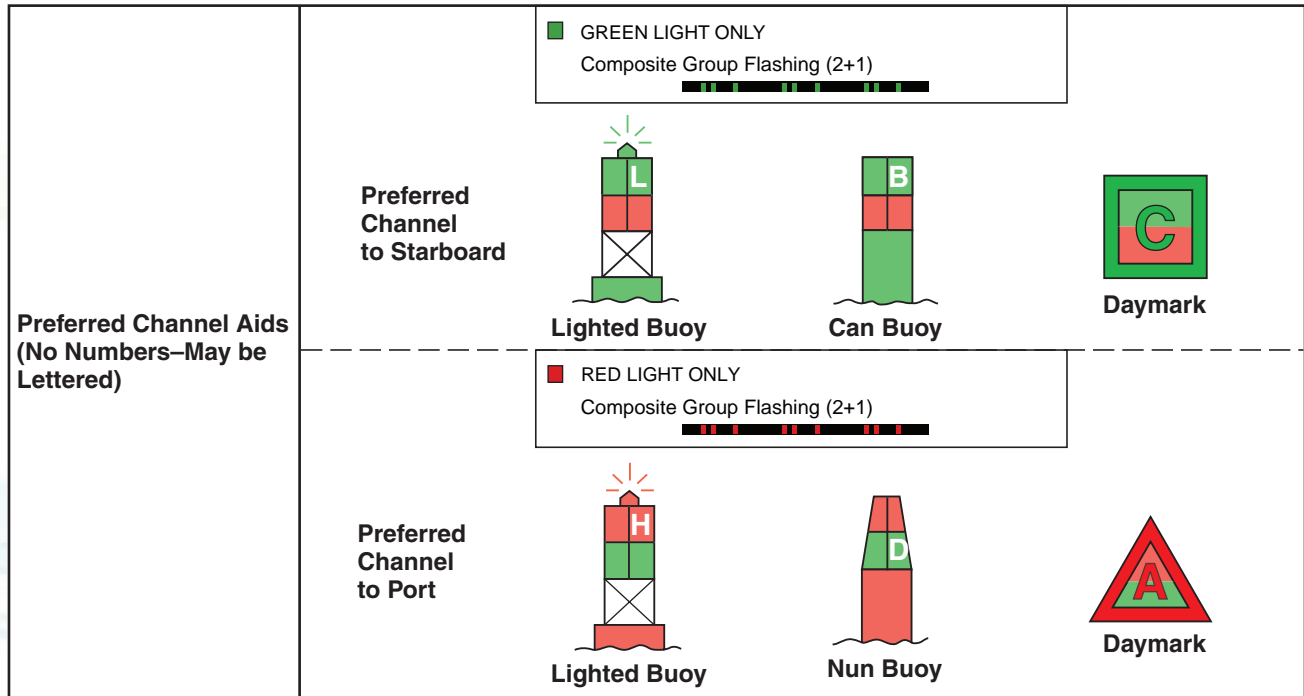 Preferred Channel Aids
(No Numbers–May be
Lettered)
GREEN LIGHT ONLY
Composite Group Flashing (2+1)
Preferred
Channel
to Starboard
L
B
C
Lighted Buoy
Can Buoy
Daymark
RED LIGHT ONLY
Composite Group Flashing (2+1)
Preferred
Channel
to Port
H
D
A
Lighted Buoy
Nun Buoy
Daymark